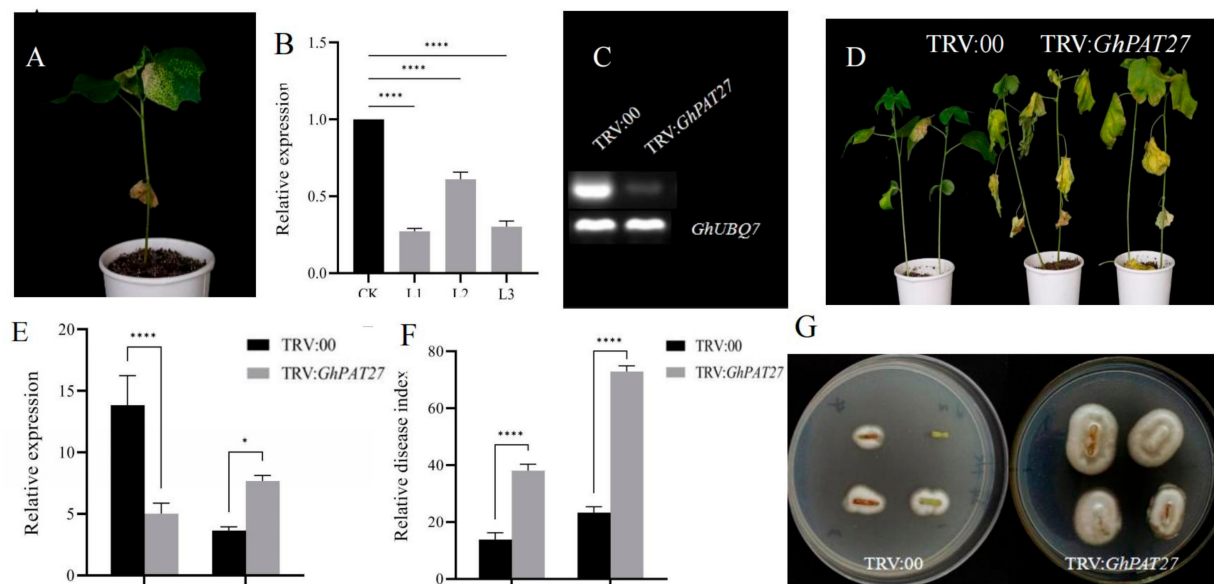 A
B
1.5
1.0
0.5
0.0
Relative expression
****
****
****
CK
L1
L2
L3
C
TRV:00
TRV:GhPAT27
GhUBQ7
D
TRV:00 TRV:GhPAT27
E
20
15
10
5
0
Relative expression
****
*
TRV:00
TRV:GhPAT27
F
80
60
40
20
0
Relative disease index
****
****
TRV:00
TRV:GhPAT27
G
TRV:00
TRV:GhPAT27